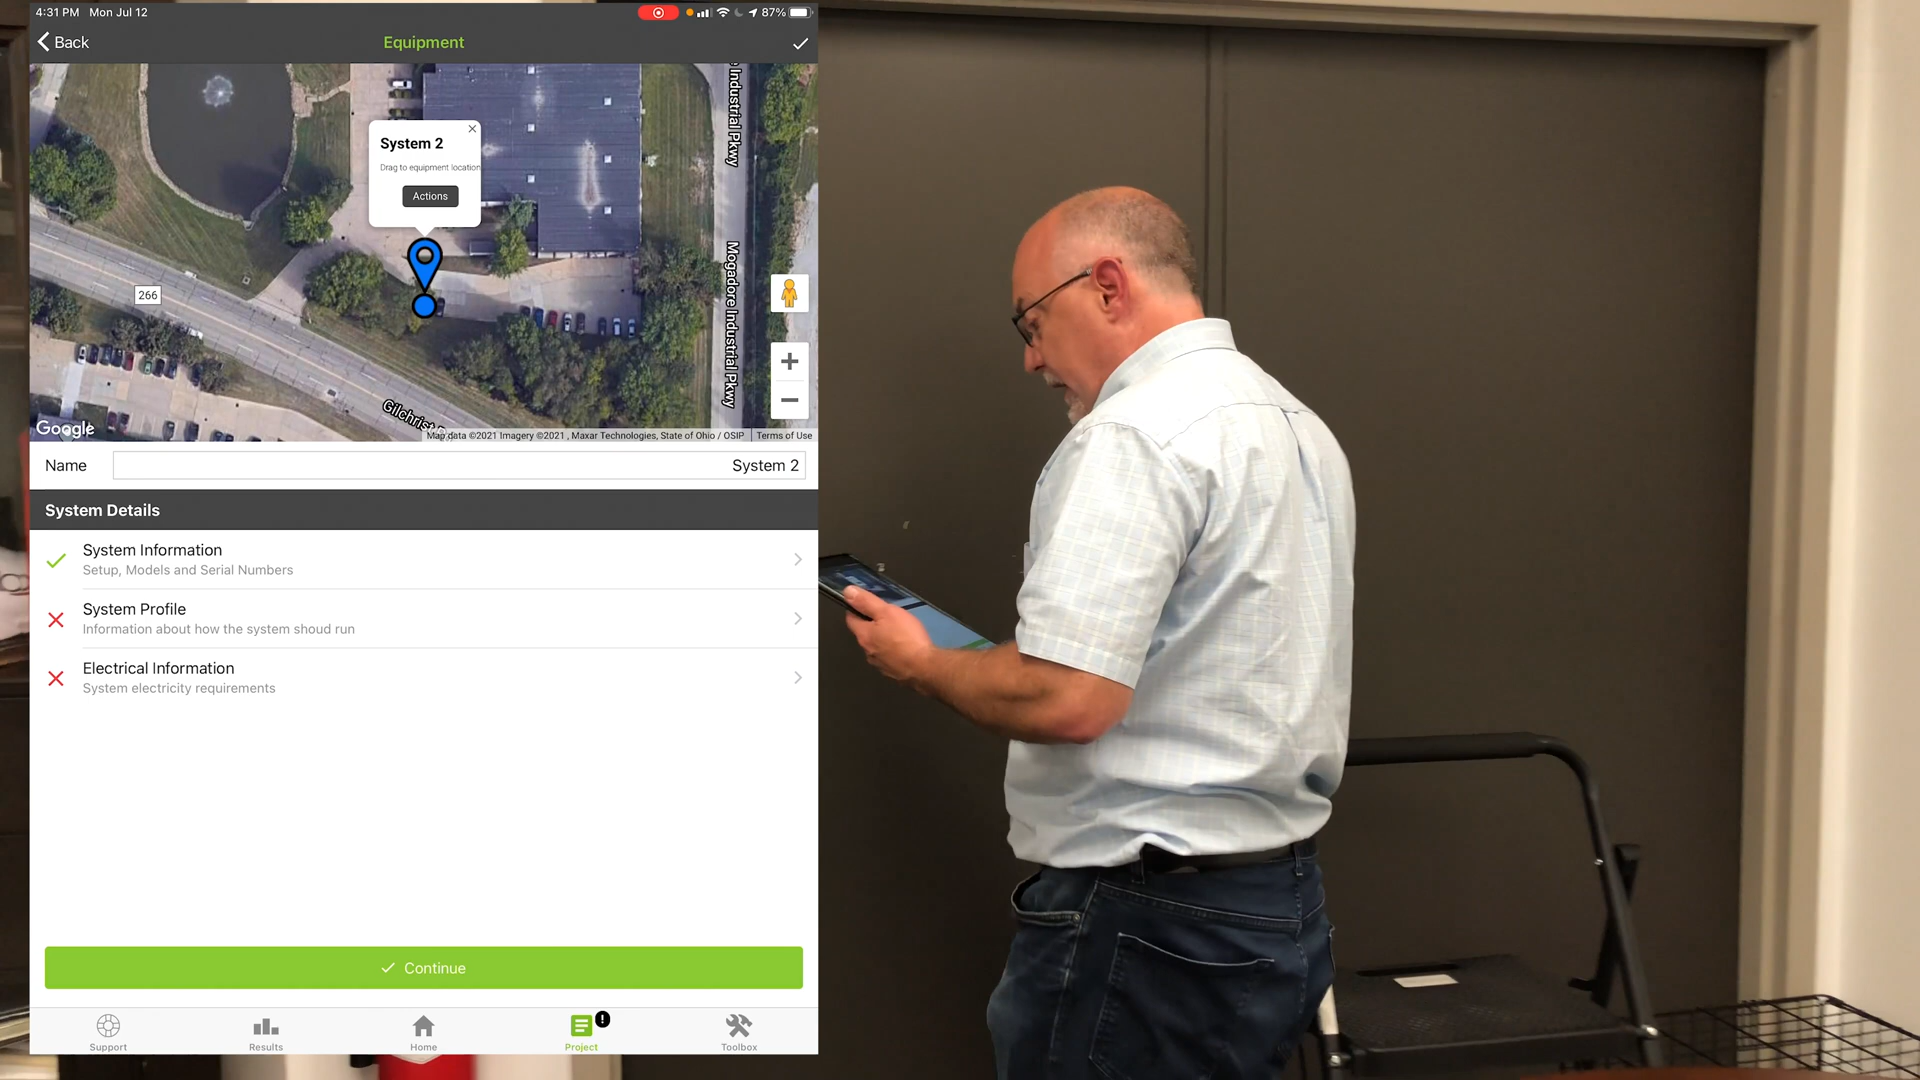 4:31 PM Mon Jul 12
87%
Back
Equipment
System 2
Drag to equipment location
Actions
Industrial Pkwy
Mogadore Industrial Pkwy
266
Gilchrist
Google
Map data ©2021 Imagery ©2021 , Maxar Technologies, State of Ohio / OSIP
Terms of Use
Name
System 2
System Details
System Information
Setup, Models and Serial Numbers
System Profile
Information about how the system shoud run
Electrical Information
System electricity requirements
Continue
Support
Results
Home
Project
Toolbox